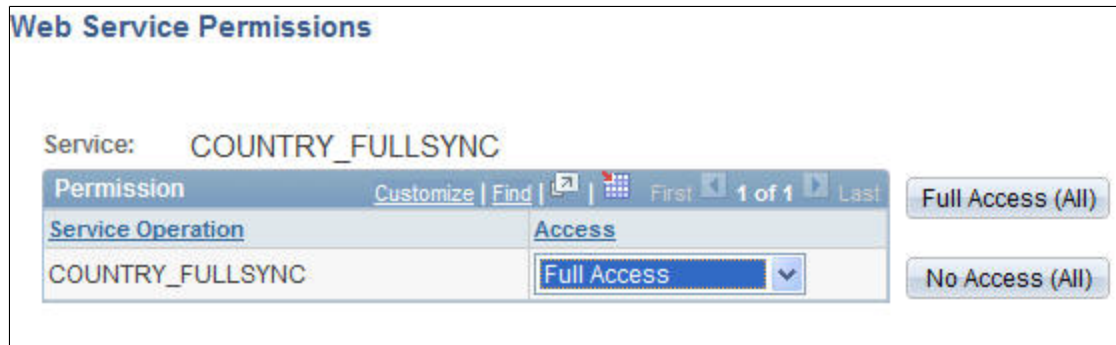 Web Service Permissions
Service: COUNTRY_FULLSYNC
Permission Customize | Find | | First 1 of 1 Last
Full Access (All)
Service Operation Access
COUNTRY_FULLSYNC Full Access
No Access (All)